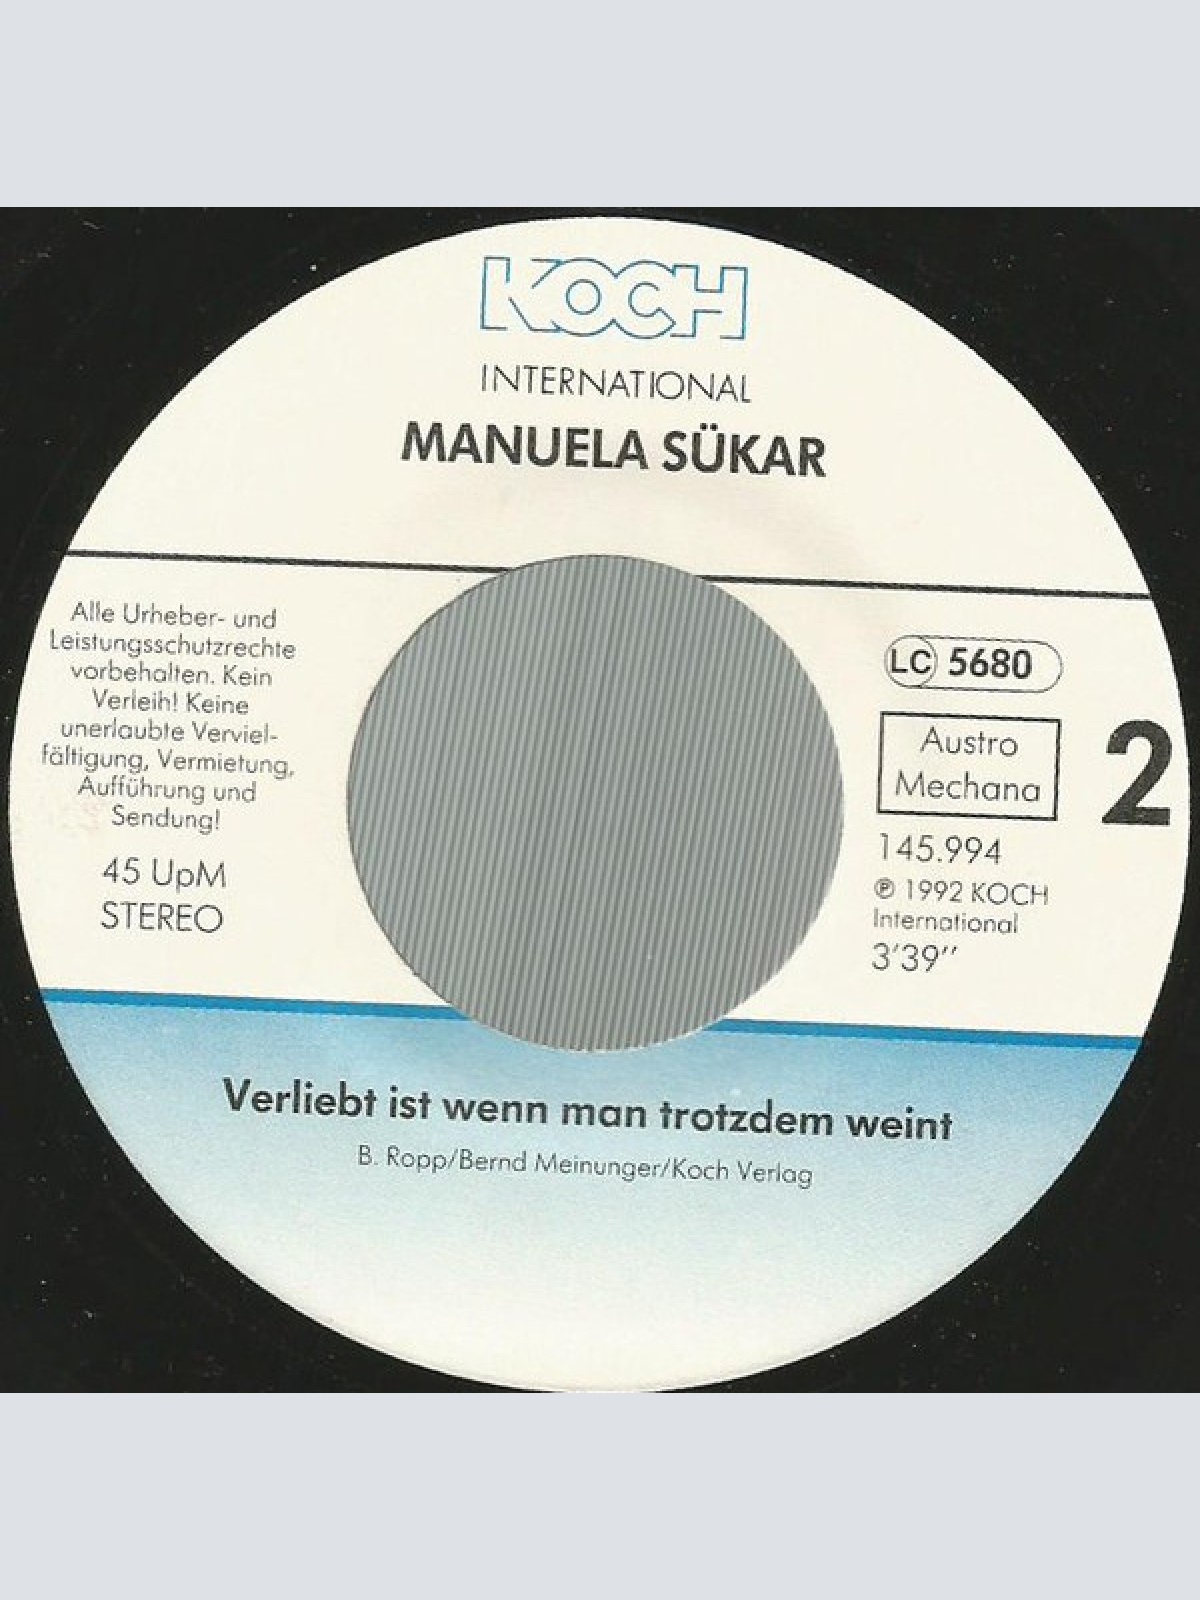 KOCH
INTERNATIONAL
MANUELA SÜKAR
Alle Urheber- und
Leistungsschutzrechte
vorbehalten. Kein
Verleih! Keine
unerlaubte Verviel-
fältigung, Vermietung,
Aufführung und
Sendung!
45 UpM
STEREO
LC 5680
Austro
Mechana
2
145.994
℗ 1992 KOCH
International
3'39''
Verliebt ist wenn man trotzdem weint
B. Ropp/Bernd Meinunger/Koch Verlag